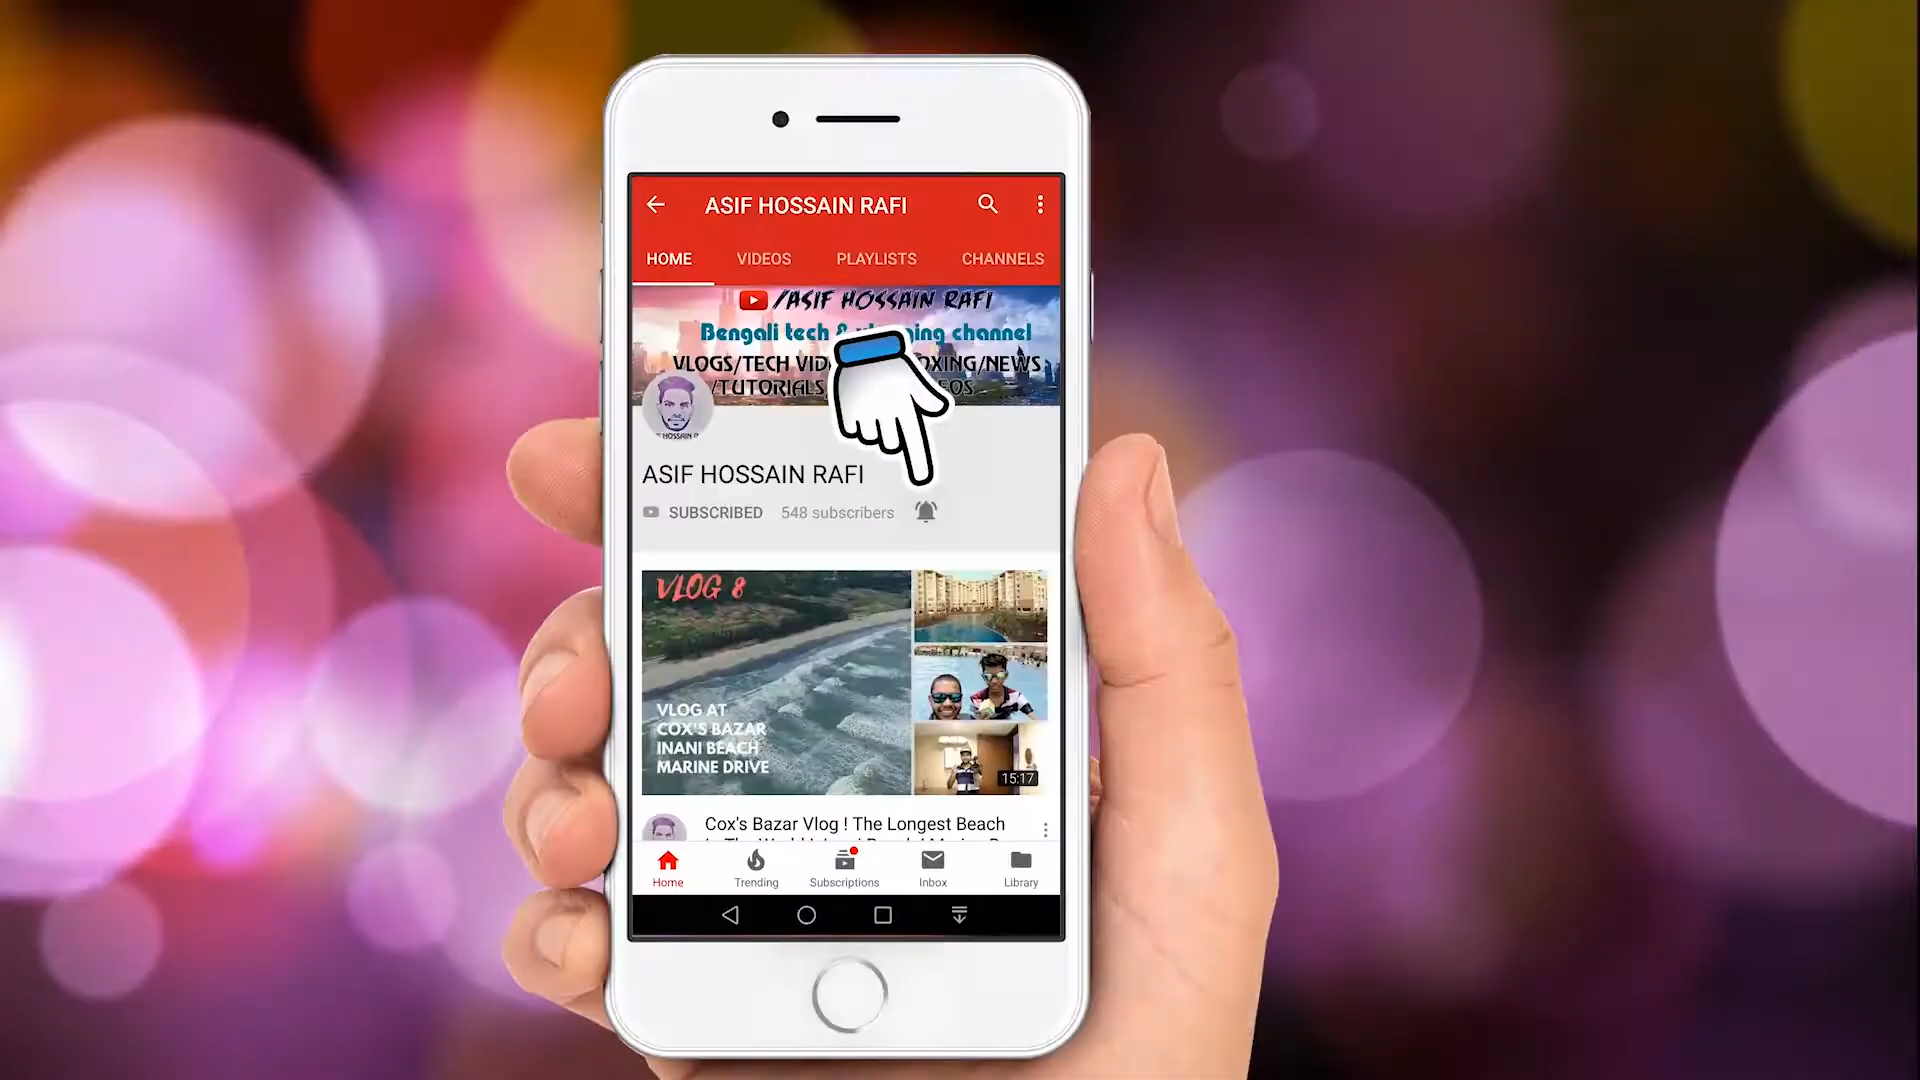 ASIF HOSSAIN RAFI
HOME VIDEOS PLAYLISTS CHANNELS
/ASIF HOSSAIN RAFI
Bengali tech channel
VLOGS/TECH /NEWS
/TUTORIALS
ASIF HOSSAIN RAFI
SUBSCRIBED 548 subscribers
VLOG 8
VLOG AT
COX'S BAZAR
INANI BEACH
MARINE DRIVE
15:17
Cox's Bazar Vlog ! The Longest Beach
Home Trending Subscriptions Inbox Library